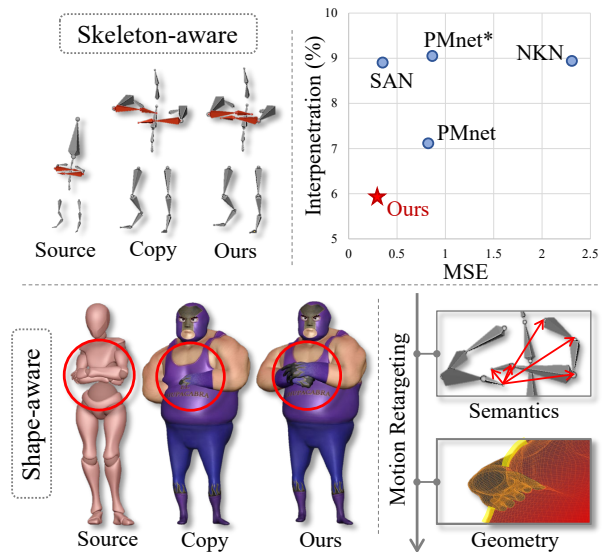 Skeleton-aware
Source
Copy
Ours
Interpenetration (%)
10
9
8
7
6
5
SAN
PMnet*
NKN
PMnet
Ours
0
0.5
1
1.5
2
2.5
MSE
Shape-aware
Source
Copy
Ours
Motion Retargeting
Semantics
Geometry